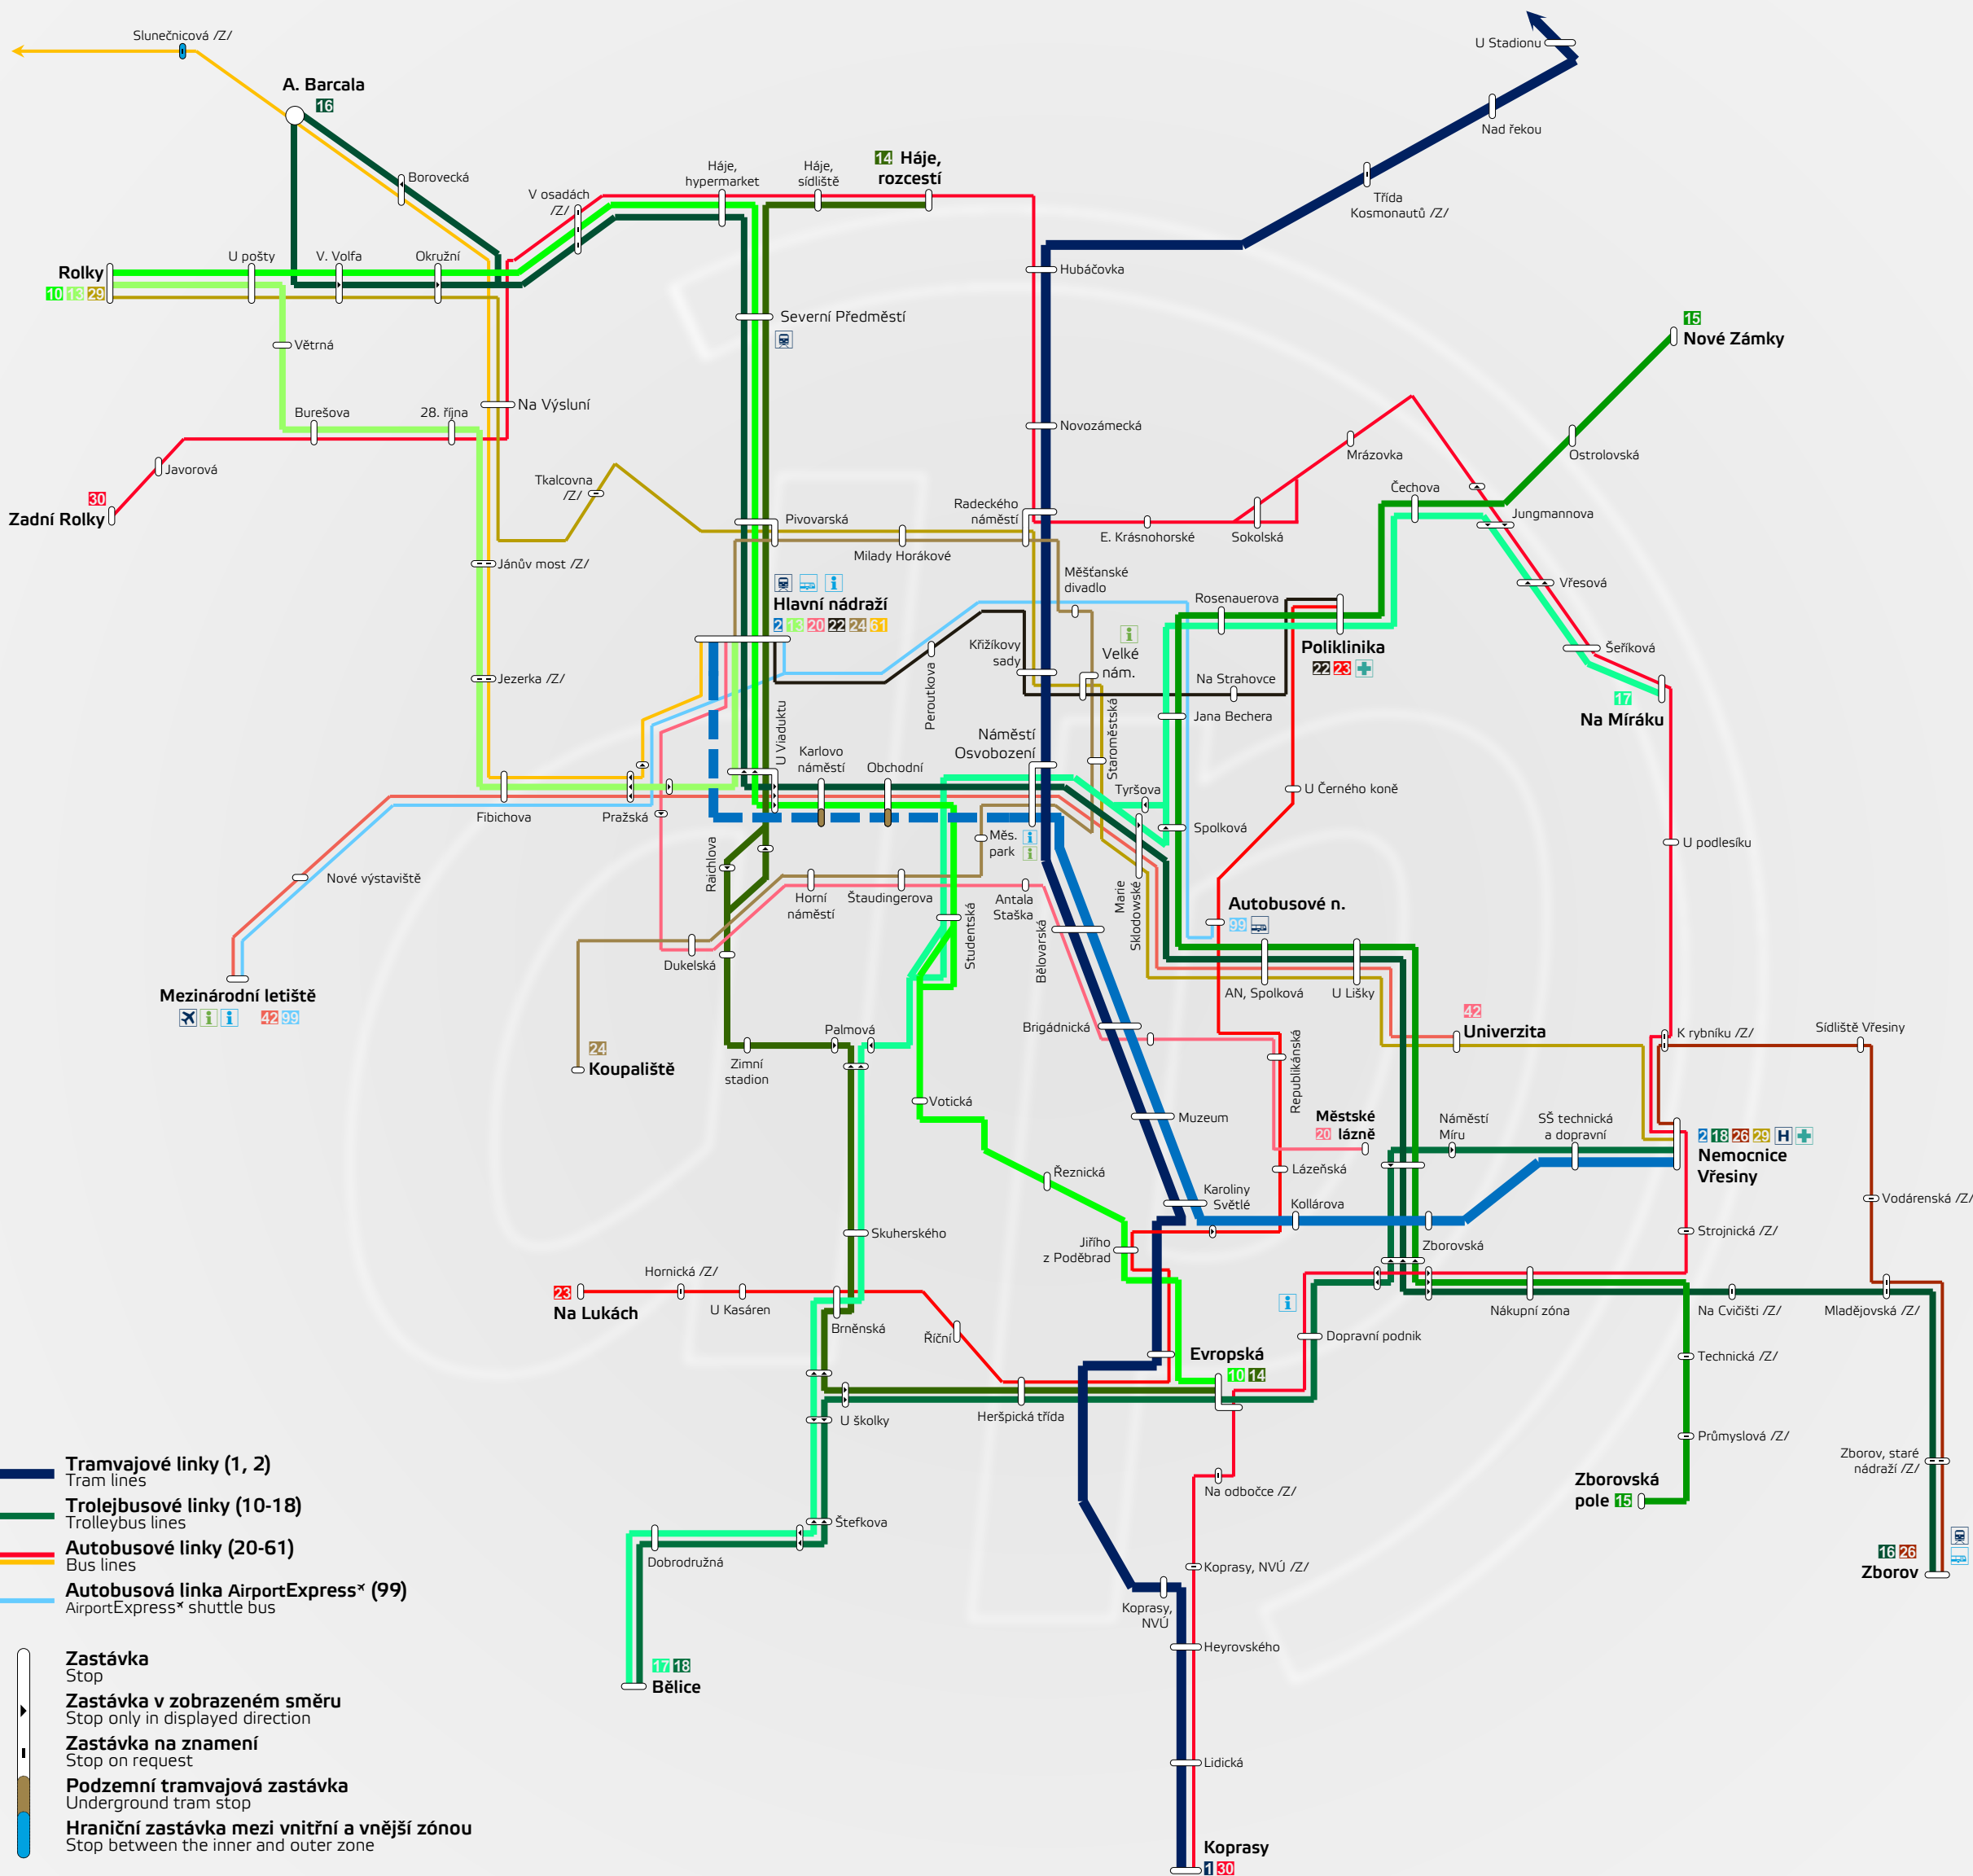 Slunečnicová /Z/
U Stadionu
A. Barcala
16
Nad řekou
Borovecká
V osadách
/Z/
Háje,
hypermarket
Háje,
sídliště
14 Háje,
rozcestí
Třída
Kosmonautů /Z/
Rolky
10 13 29
U pošty
V. Volfa
Okružní
Hubáčovka
Severní Předměstí
15
Nové Zámky
Větrná
Burešova
28. října
Na Výsluní
Novozámecká
Javorová
30
Zadní Rolky
Tkalcovna
/Z/
Mrázovka
Ostrolovská
Čechova
Jungmannova
Pivovarská
Milady Horákové
Radeckého
náměstí
E. Krásnohorské
Sokolská
Jánův most /Z/
Měšťanské
divadlo
Vřesová
Hlavní nádraží
2 13 20 22 24 61
Rosenauerova
Poliklinika
22 23
Šeříková
Křižíkovy
sady
Velké
nám.
Peroutkova
Na Strahovce
Jezerka /Z/
17
Na Míráku
Jana Bechera
U Viaduktu
Karlovo
náměstí
Obchodní
Náměstí
Osvobození
Staroměstská
Tyršova
U Černého koně
Fibichova
Pražská
Spolková
Měs.
park
U podlesíku
Raichlova
Nové výstaviště
Horní
náměstí
Štaudingerova
Antala
Staška
Marie
Sklodowské
Autobusové n.
99
Studentská
Bělovarská
Dukelská
AN, Spolková
U Lišky
Mezinárodní letiště
42 99
Palmová
Brigádnická
42
Univerzita
K rybníku /Z/
Sídliště Vřesiny
24
Koupaliště
Zimní
stadion
Republikánská
Votická
Muzeum
Městské
20 lázně
Náměstí
Míru
SŠ technická
a dopravní
2 18 26 29 H
Nemocnice
Vřesiny
Řeznická
Lázeňská
Karoliny
Světlé
Kollárova
Vodárenská /Z/
Skuherského
Jiřího
z Poděbrad
Zborovská
Strojnická /Z/
Hornická /Z/
23
Na Lukách
U Kasáren
Brněnská
Říční
Nákupní zóna
Na Cvičišti /Z/
Mladějovská /Z/
Dopravní podnik
Evropská
10 14
Technická /Z/
U školky
Heršpická třída
Průmyslová /Z/
Zborov, staré
nádraží /Z/
Na odbočce /Z/
Zborovská
pole 15
Štefkova
Dobrodružná
Koprasy, NVÚ /Z/
16 26
Zborov
Koprasy,
NVÚ
Heyrovského
17 18
Bělice
Lidická
Koprasy
1 30
Tramvajové linky (1, 2)
Tram lines
Trolejbusové linky (10-18)
Trolleybus lines
Autobusové linky (20-61)
Bus lines
Autobusová linka AirportExpress (99)
AirportExpress shuttle bus
Zastávka
Stop
Zastávka v zobrazeném směru
Stop only in displayed direction
Zastávka na znamení
Stop on request
Podzemní tramvajová zastávka
Underground tram stop
Hraniční zastávka mezi vnitřní a vnější zónou
Stop between the inner and outer zone